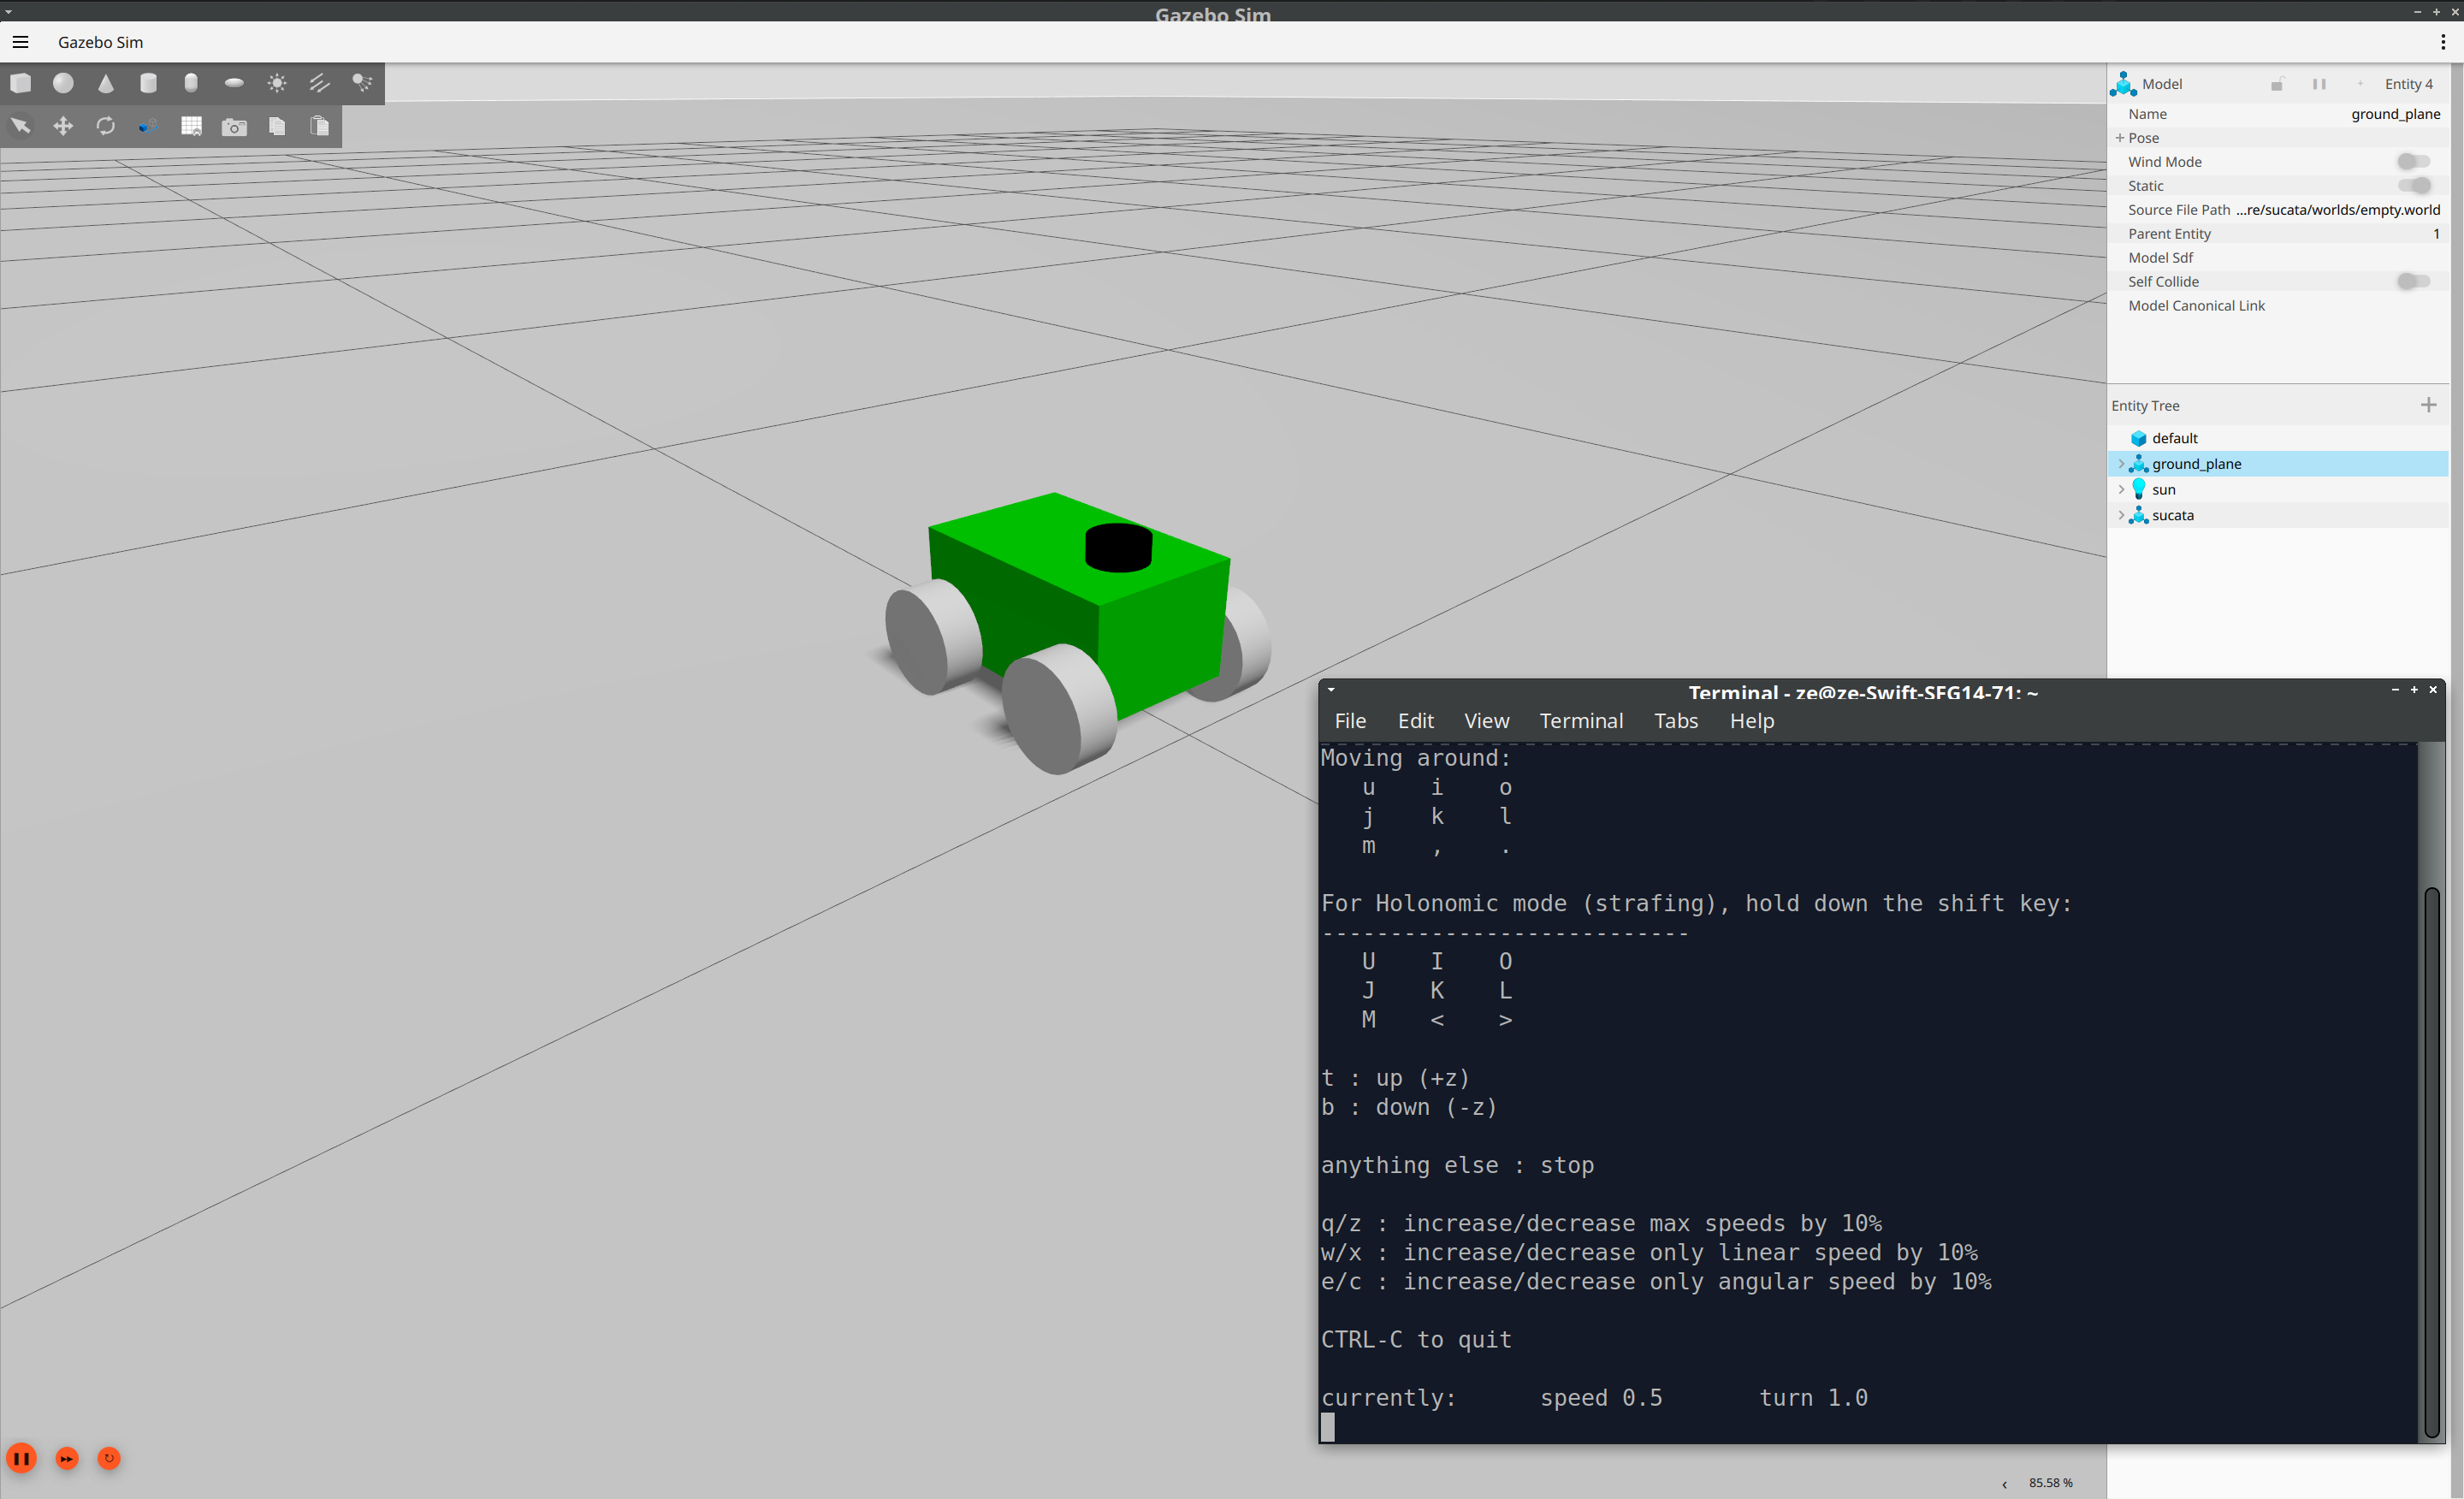 Gazebo Sim
Gazebo Sim
Model Entity 4
Name ground_plane
Pose
Wind Mode
Static
Source File Path ...re/sucata/worlds/empty.world
Parent Entity 1
Model Sdf
Self Collide
Model Canonical Link
Entity Tree
default
ground_plane
sun
sucata
Terminal - ze@ze-Swift-SFG14-71: ~
File Edit View Terminal Tabs Help
Moving around:
u i o
j k l
m , .
For Holonomic mode (strafing), hold down the shift key:
---------------------------
U I O
J K L
M < >
t : up (+z)
b : down (-z)
anything else : stop
q/z : increase/decrease max speeds by 10%
w/x : increase/decrease only linear speed by 10%
e/c : increase/decrease only angular speed by 10%
CTRL-C to quit
currently: speed 0.5 turn 1.0
85.58 %